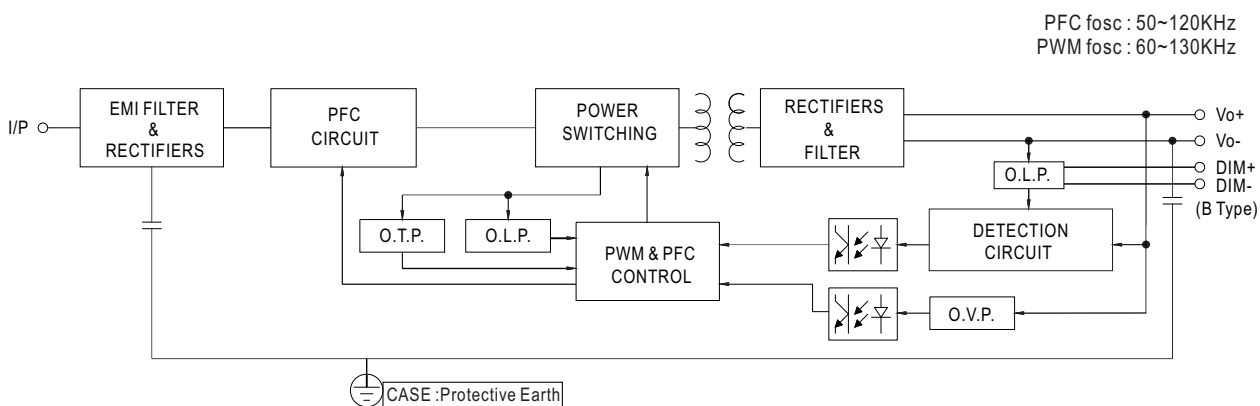 PFC fosc : 50~120KHz
PWM fosc : 60~130KHz
I/P
EMI FILTER
&
RECTIFIERS
PFC
CIRCUIT
POWER
SWITCHING
RECTIFIERS
&
FILTER
Vo+
Vo-
DIM+
DIM-
(B Type)
O.L.P.
O.T.P.
O.L.P.
PWM & PFC
CONTROL
DETECTION
CIRCUIT
O.V.P.
CASE :Protective Earth